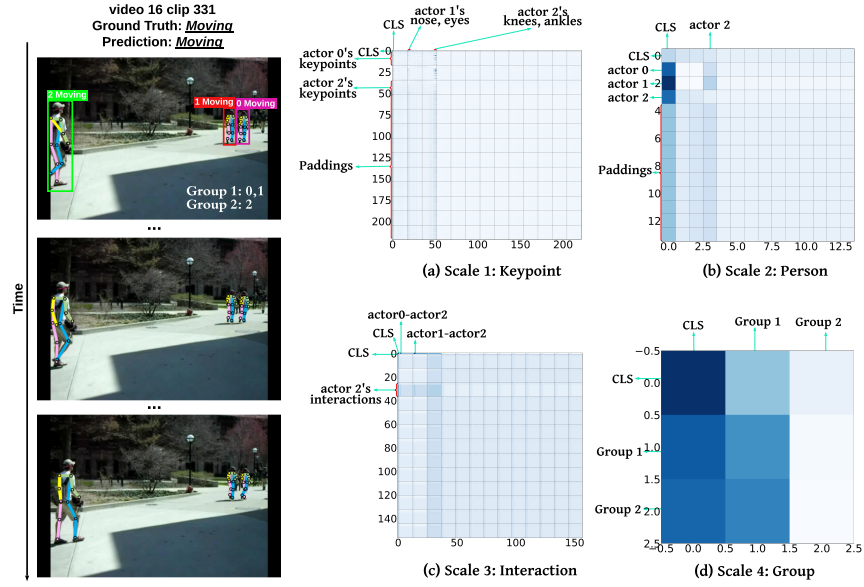 video 16 clip 331
Ground Truth: Moving
Prediction: Moving
Time
2 Moving
1 Moving
0 Moving
Group 1: 0,1
Group 2: 2
...
...
CLS
actor 1's
nose, eyes
actor 2's
knees, ankles
actor 0's
keypoints
CLS
actor 2's
keypoints
Paddings
0
25
50
75
100
125
150
175
200
0
50
100
150
200
(a) Scale 1: Keypoint
CLS
actor 2
CLS
actor 0
actor 1
actor 2
Paddings
0
2
4
6
8
10
12
0.0
2.5
5.0
7.5
10.0
12.5
(b) Scale 2: Person
actor0-actor2
CLS
actor1-actor2
CLS
actor 2's
interactions
0
20
40
60
80
100
120
140
0
50
100
150
(c) Scale 3: Interaction
CLS
Group 1
Group 2
CLS
Group 1
Group 2
−0.5
0.0
0.5
1.0
1.5
2.0
2.5
0.0
0.5
1.0
1.5
2.0
2.5
(d) Scale 4: Group